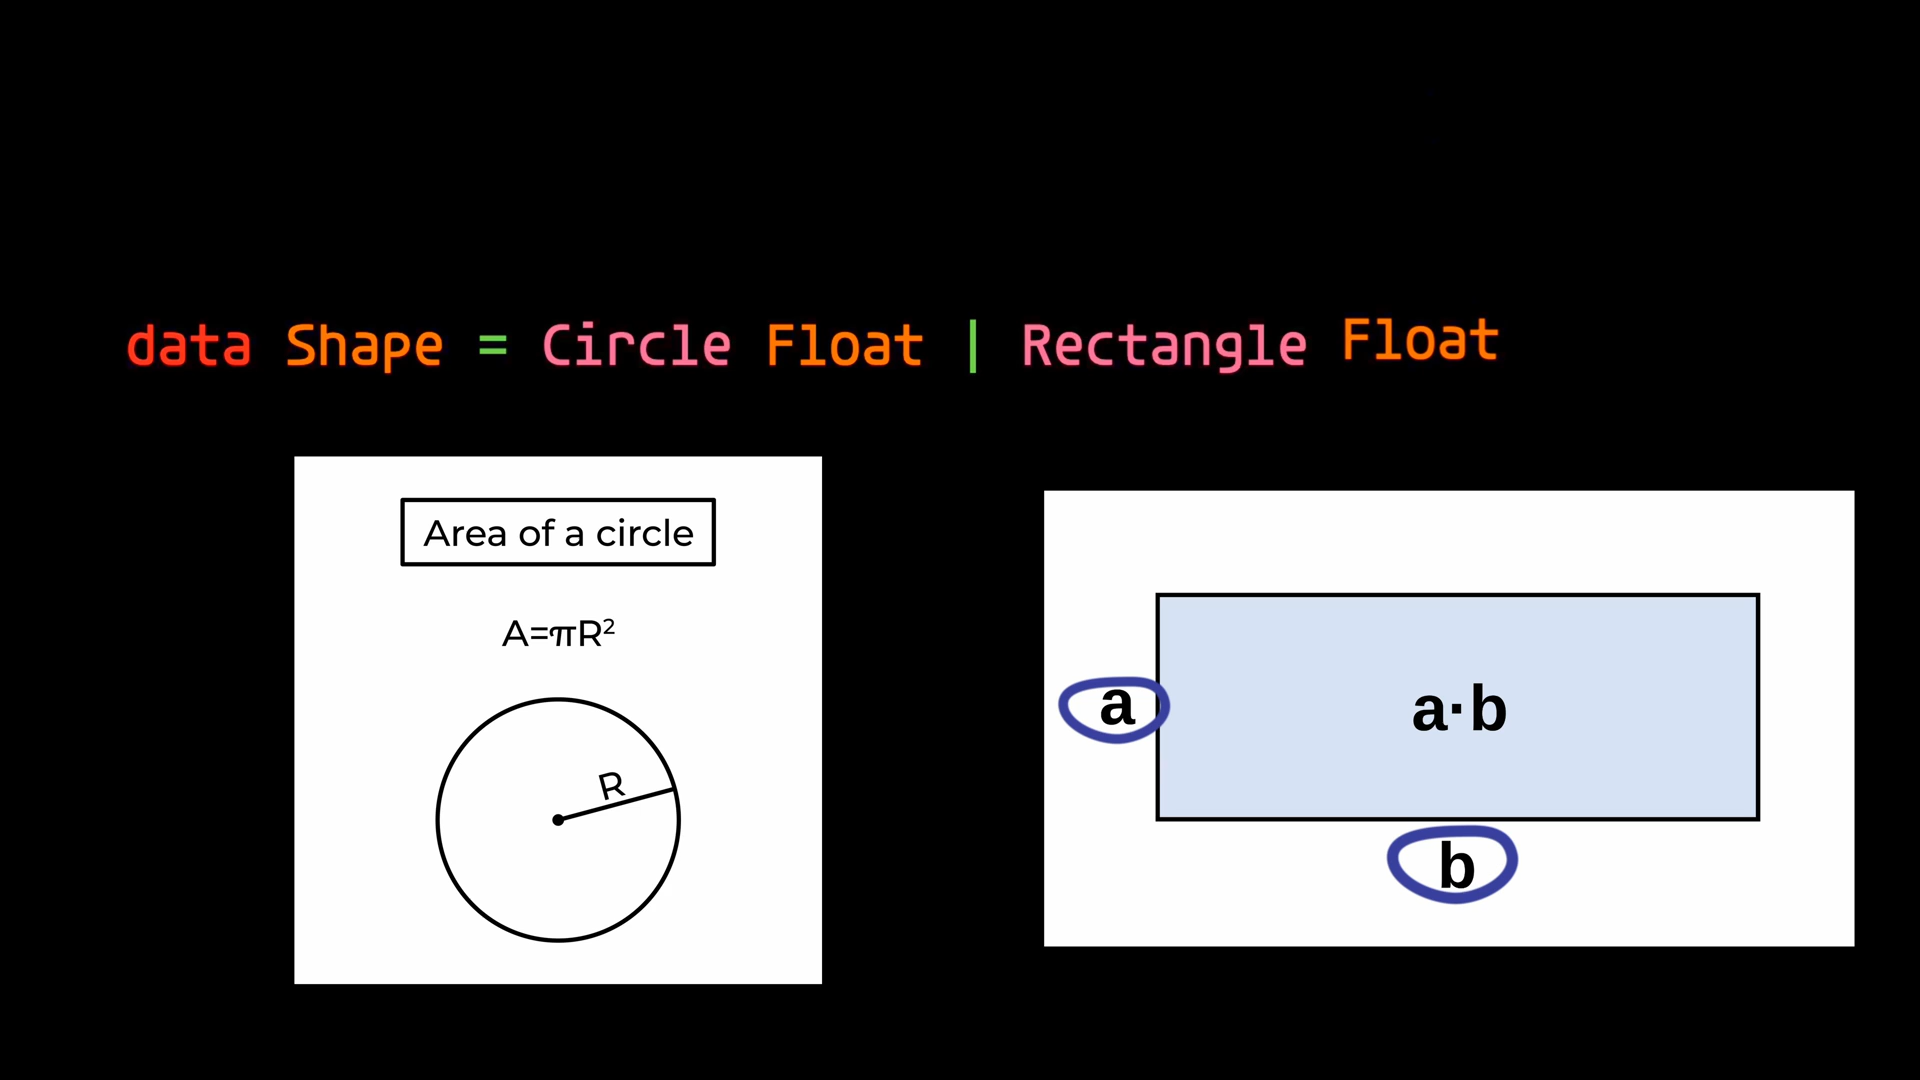 data Shape = Circle Float | Rectangle Float
Area of a circle
A=πR²
R
a
a·b
b